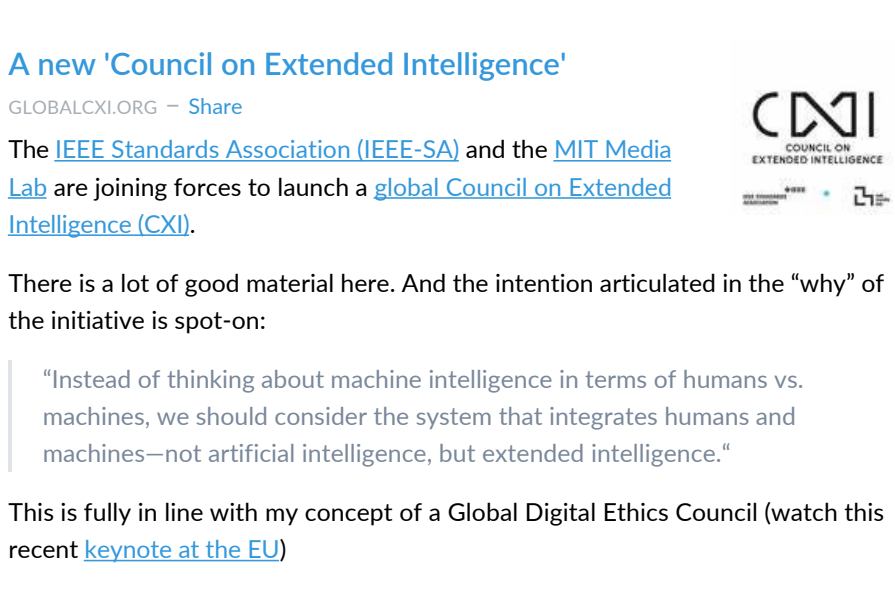 A new 'Council on Extended Intelligence'
GLOBALCXI.ORG – Share
The IEEE Standards Association (IEEE-SA) and the MIT Media
Lab are joining forces to launch a global Council on Extended
Intelligence (CXI).
CXI
COUNCIL ON
EXTENDED INTELLIGENCE
IEEE STANDARDS
ASSOCIATION
IEEE
There is a lot of good material here. And the intention articulated in the “why” of
the initiative is spot-on:
“Instead of thinking about machine intelligence in terms of humans vs.
machines, we should consider the system that integrates humans and
machines—not artificial intelligence, but extended intelligence.“
This is fully in line with my concept of a Global Digital Ethics Council (watch this
recent keynote at the EU)